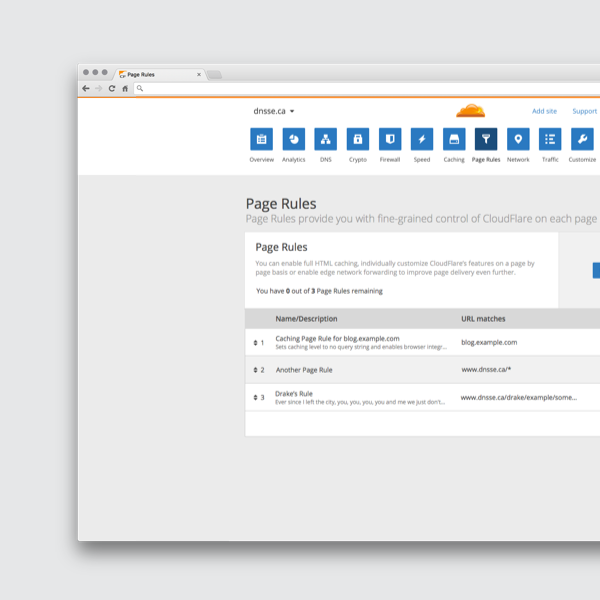 Page Rules
dnsse.ca
Add site Support
Overview Analytics DNS Crypto Firewall Speed Caching Page Rules Network Traffic Customize
Page Rules
Page Rules provide you with fine-grained control of CloudFlare on each page
Page Rules
You can enable full HTML caching, individually customize CloudFlare's features on a page by
page basis or enable edge network forwarding to improve page delivery even further.
You have 0 out of 3 Page Rules remaining
Name/Description URL matches
1 Caching Page Rule for blog.example.com blog.example.com
Sets caching level to no query string and enables browser integr...
2 Another Page Rule www.dnsse.ca/*
3 Drake's Rule www.dnsse.ca/drake/example/some...
Ever since I left the city, you, you, you, you and me we just don't...